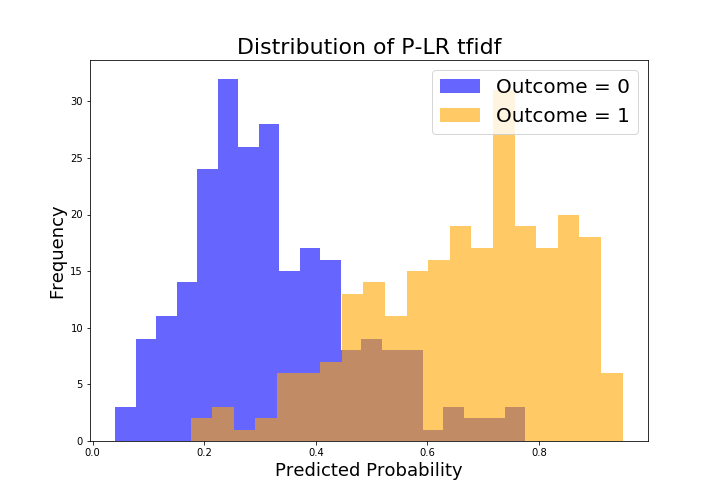 Distribution of P-LR tfidf
Outcome = 0
Outcome = 1
Frequency
30
25
20
15
10
5
0
0.0 0.2 0.4 0.6 0.8
Predicted Probability